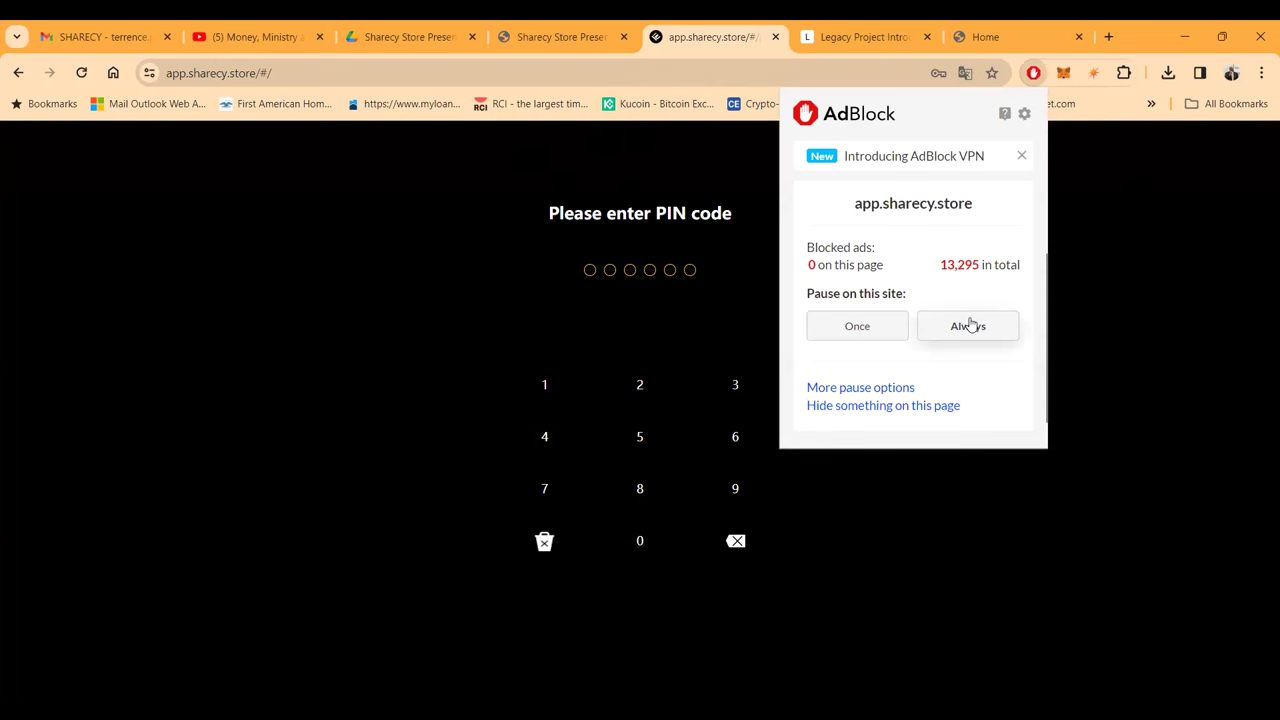 SHARECY - terrence.
(5) Money, Ministry
Sharecy Store Presen
Sharecy Store Preser
app.sharecy.store/#/
Legacy Project Intro
Home
app.sharecy.store/#/
Bookmarks
Mail Outlook Web A...
First American Hom...
https://www.myloan...
RCI - the largest tim...
Kucoin - Bitcoin Exc...
CE Crypto-
et.com
All Bookmarks
AdBlock
New Introducing AdBlock VPN
app.sharecy.store
Blocked ads:
0 on this page 13,295 in total
Pause on this site:
Once Always
More pause options
Hide something on this page
Please enter PIN code
1 2 3
4 5 6
7 8 9
0